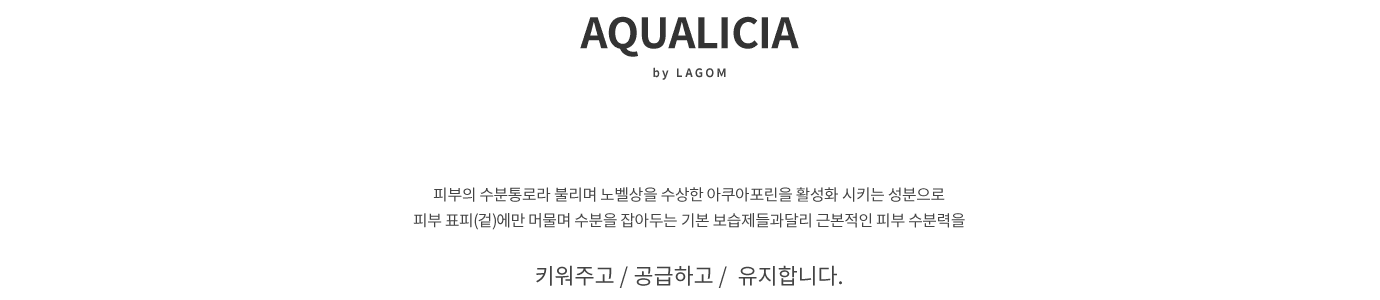 AQUALICIA
by LAGOM
피부의 수분통로라 불리며 노벨상을 수상한 아쿠아포린을 활성화 시키는 성분으로
피부 표피(겉)에만 머물며 수분을 잡아두는 기본 보습제들과달리 근본적인 피부 수분력을
키워주고 / 공급하고 / 유지합니다.